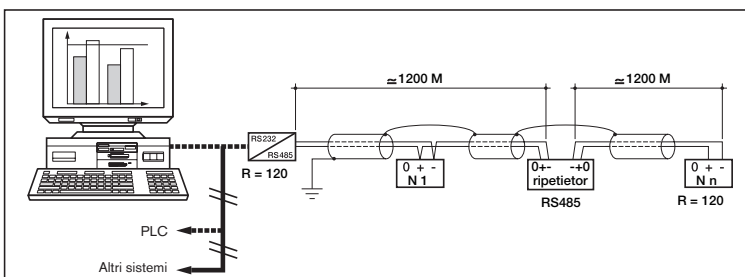 ≃1200 M
≃1200 M
RS232
RS485
R = 120
0 + -
N 1
0+- -+0
ripetietor
RS485
0 + -
N n
R = 120
PLC
Altri sistemi